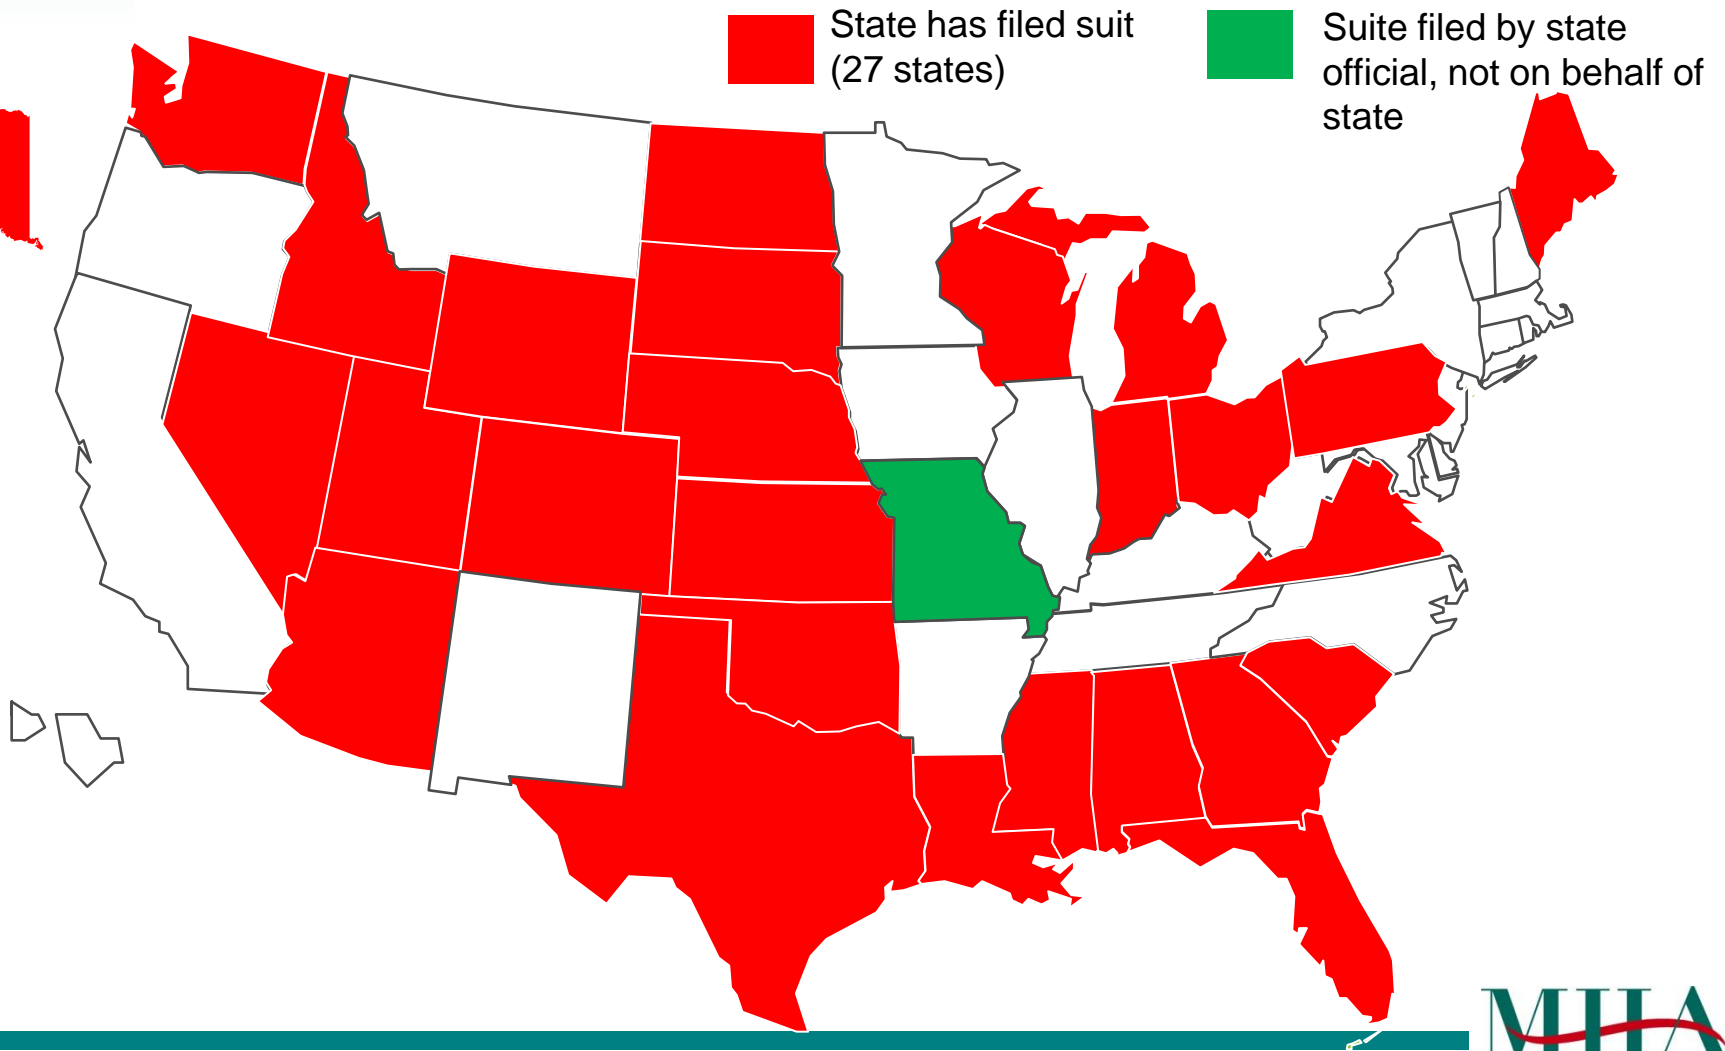 State has filed suit
(27 states)
Suite filed by state
official, not on behalf of
state
MHA